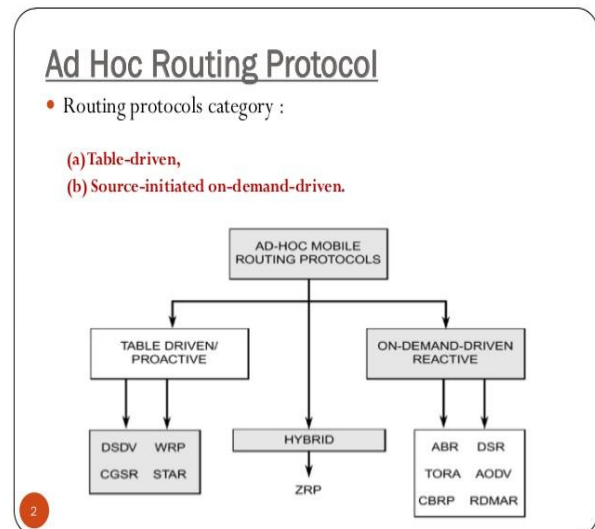 Ad Hoc Routing Protocol
• Routing protocols category :
(a)Table-driven,
(b) Source-initiated on-demand-driven.
AD-HOC MOBILE
ROUTING PROTOCOLS
TABLE DRIVEN/
PROACTIVE
ON-DEMAND-DRIVEN
REACTIVE
DSDV WRP
CGSR STAR
HYBRID
ZRP
ABR DSR
TORA AODV
CBRP RDMAR
2